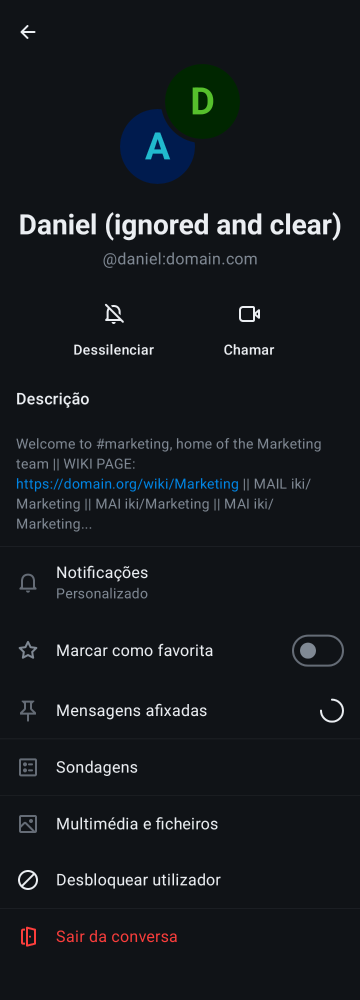 D
A
Daniel (ignored and clear)
@daniel:domain.com
Dessilenciar
Chamar
Descrição
Welcome to #marketing, home of the Marketing
team || WIKI PAGE:
https://domain.org/wiki/Marketing || MAIL iki/
Marketing || MAI iki/Marketing || MAI iki/
Marketing...
Notificações
Personalizado
Marcar como favorita
Mensagens afixadas
Sondagens
Multimédia e ficheiros
Desbloquear utilizador
Sair da conversa